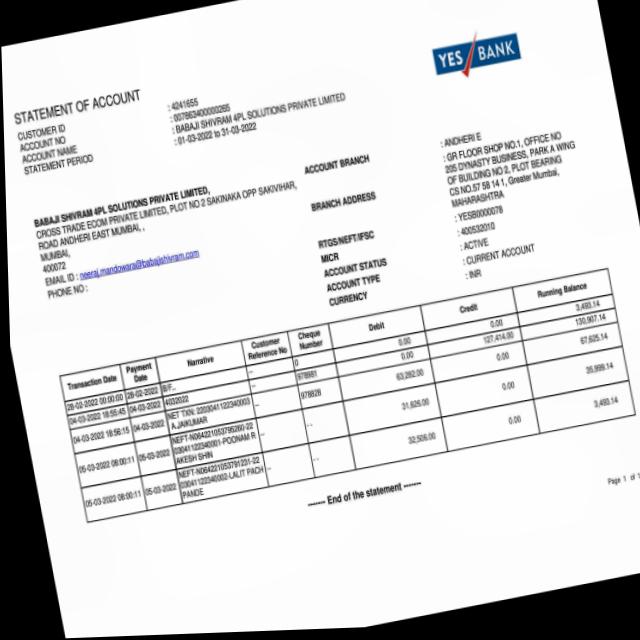 YES BANK
STATEMENT OF ACCOUNT
CUSTOMER ID : 4241655
ACCOUNT NO : 007863400000265
ACCOUNT NAME : BABAJI SHIVRAM 4PL SOLUTIONS PRIVATE LIMITED
STATEMENT PERIOD : 01-03-2022 to 31-03-2022
BABAJI SHIVRAM 4PL SOLUTIONS PRIVATE LIMITED,
CROSS TRADE ECOM PRIVATE LIMITED, PLOT NO 2 SAKINAKA OPP SAKIVIHAR,
ROAD ANDHERI EAST MUMBAI, ,
MUMBAI,
400072
EMAIL ID : neeraj.mandowara@babajishivram.com
PHONE NO :
ACCOUNT BRANCH : ANDHERI E
BRANCH ADDRESS : GR FLOOR SHOP NO.1, OFFICE NO
205 DYNASTY BUSINESS, PARK A WING
OF BUILDING NO 2, PLOT BEARING
CS NO.57 58 14 1, Greater Mumbai,
MAHARASHTRA
RTGS/NEFT/IFSC : YESB0000078
MICR : 400532010
ACCOUNT STATUS : ACTIVE
ACCOUNT TYPE : CURRENT ACCOUNT
CURRENCY : INR
Transaction Date Payment Date Narrative Customer Reference No Cheque Number Debit Credit Running Balance
28-02-2022 00:00:00 28-02-2022 B/F... -- 0 0.00 0.00 3,493.14
04-03-2022 18:55:45 04-03-2022 4032022 -- 978981 0.00 127,414.00 130,907.14
04-03-2022 18:56:15 04-03-2022 NET TXN: 2203041122340003 -- 978828 63,282.00 0.00 67,625.14
A JAIKUMAR
05-03-2022 08:00:11 05-03-2022 NEFT-N064221053795260-22 -- -- 31,626.00 0.00 35,999.14
03041122340001-POONAM R
AKESH SHIN
05-03-2022 08:00:11 05-03-2022 NEFT-N064221053791231-22 -- -- 32,506.00 0.00 3,493.14
03041122340002-LALIT PACH
PANDE
------- End of the statement -------
Page 1 of 1